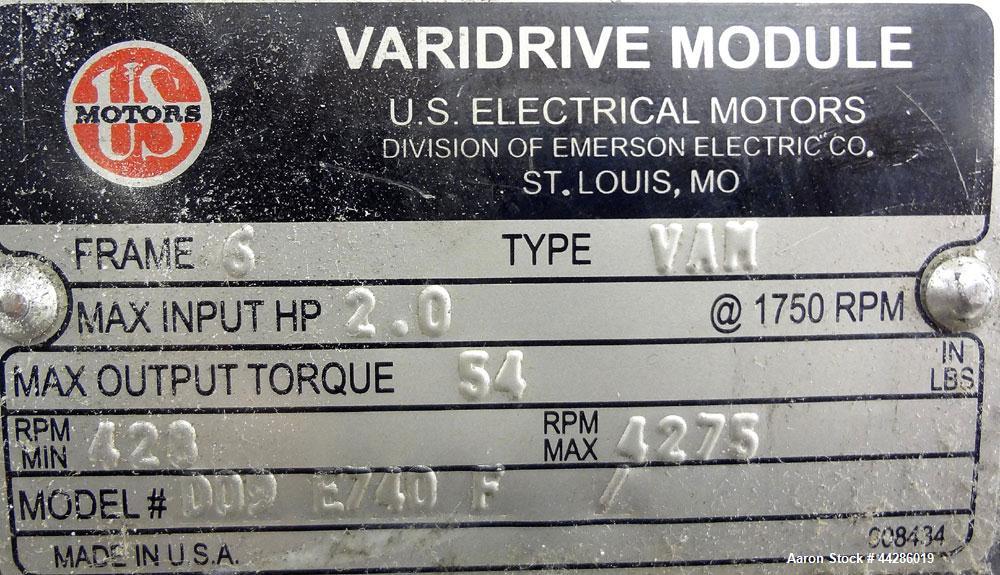 US
MOTORS
VARIDRIVE MODULE
U.S. ELECTRICAL MOTORS
DIVISION OF EMERSON ELECTRIC CO.
ST. LOUIS, MO
FRAME 6 TYPE VAM
MAX INPUT HP 2.0 @ 1750 RPM
MAX OUTPUT TORQUE 54 IN LBS
RPM MIN 428 RPM MAX 4275
MODEL # E740 F /
MADE IN U.S.A. 008434
Aaron Stock # 44286019